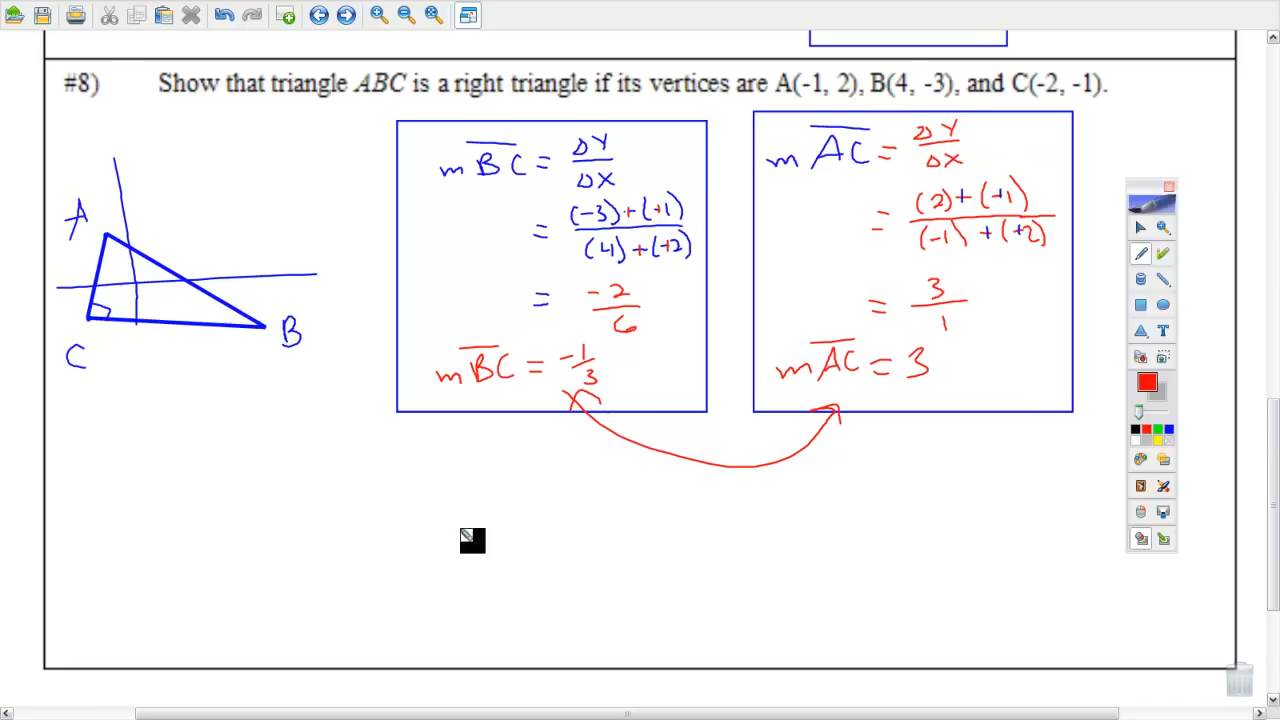 #8) Show that triangle ABC is a right triangle if its vertices are A(-1, 2), B(4, -3), and C(-2, -1).
A
B
C
m BC = ΔY/ΔX
= (-3)+(+1)/(4)+(+2)
= -2/6
mBC = -1/3
m AC = ΔY/ΔX
= (2)+(+1)/(-1)+(+2)
= 3/1
mAC = 3
T